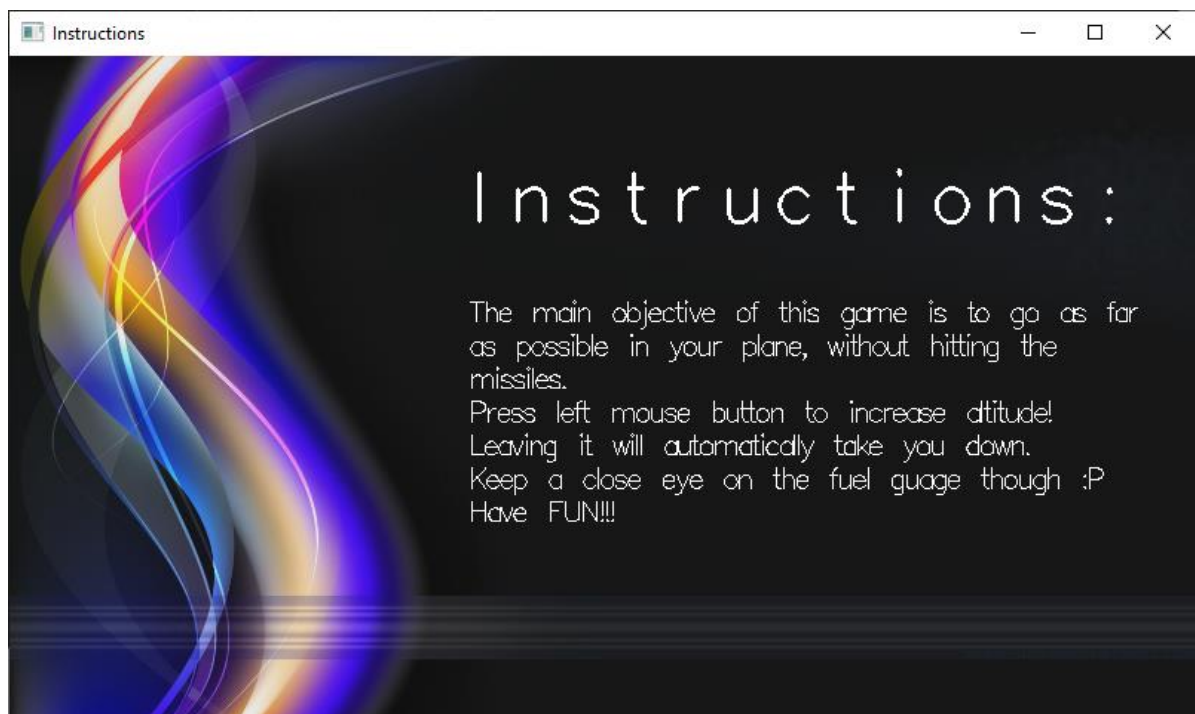 Instructions
Instructions:
The main objective of this game is to go as far
as possible in your plane, without hitting the
missiles.
Press left mouse button to increase altitude!
Leaving it will automatically take you down.
Keep a close eye on the fuel guage though :P
Have FUN!!!